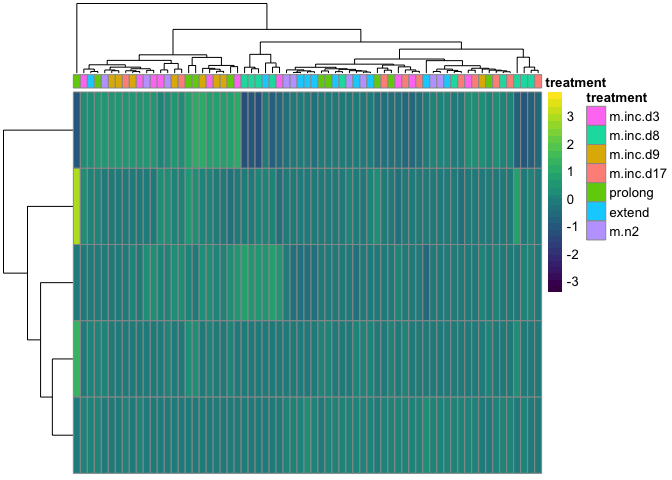 treatment
3
2
1
0
-1
-2
-3
treatment
m.inc.d3
m.inc.d8
m.inc.d9
m.inc.d17
prolong
extend
m.n2